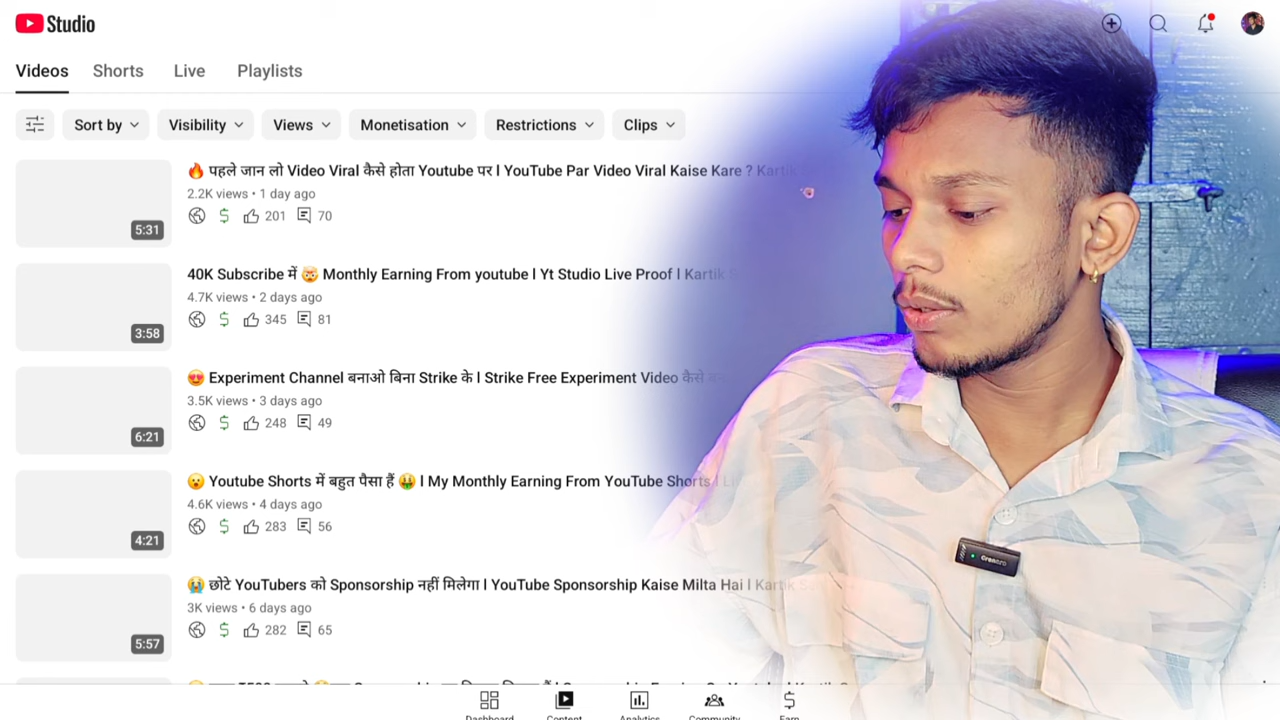 Studio
Videos Shorts Live Playlists
Sort by Visibility Views Monetisation Restrictions Clips
🔥 पहले जान लो Video Viral कैसे होता Youtube पर l YouTube Par Video Viral Kaise Kare ? Kartik
2.2K views • 1 day ago
201 70
5:31
40K Subscribe में 🤯 Monthly Earning From youtube l Yt Studio Live Proof l Kartik S
4.7K views • 2 days ago
345 81
3:58
😍 Experiment Channel बनाओ बिना Strike के l Strike Free Experiment Video कैसे
3.5K views • 3 days ago
248 49
6:21
😮 Youtube Shorts में बहुत पैसा हैं 🤑 l My Monthly Earning From YouTube Shorts l Li
4.6K views • 4 days ago
283 56
4:21
😭 छोटे YouTubers को Sponsorship नहीं मिलेगा l YouTube Sponsorship Kaise Milta Hai l Kartik
3K views • 6 days ago
282 65
5:57
Dashboard Content Analytics Community Earn